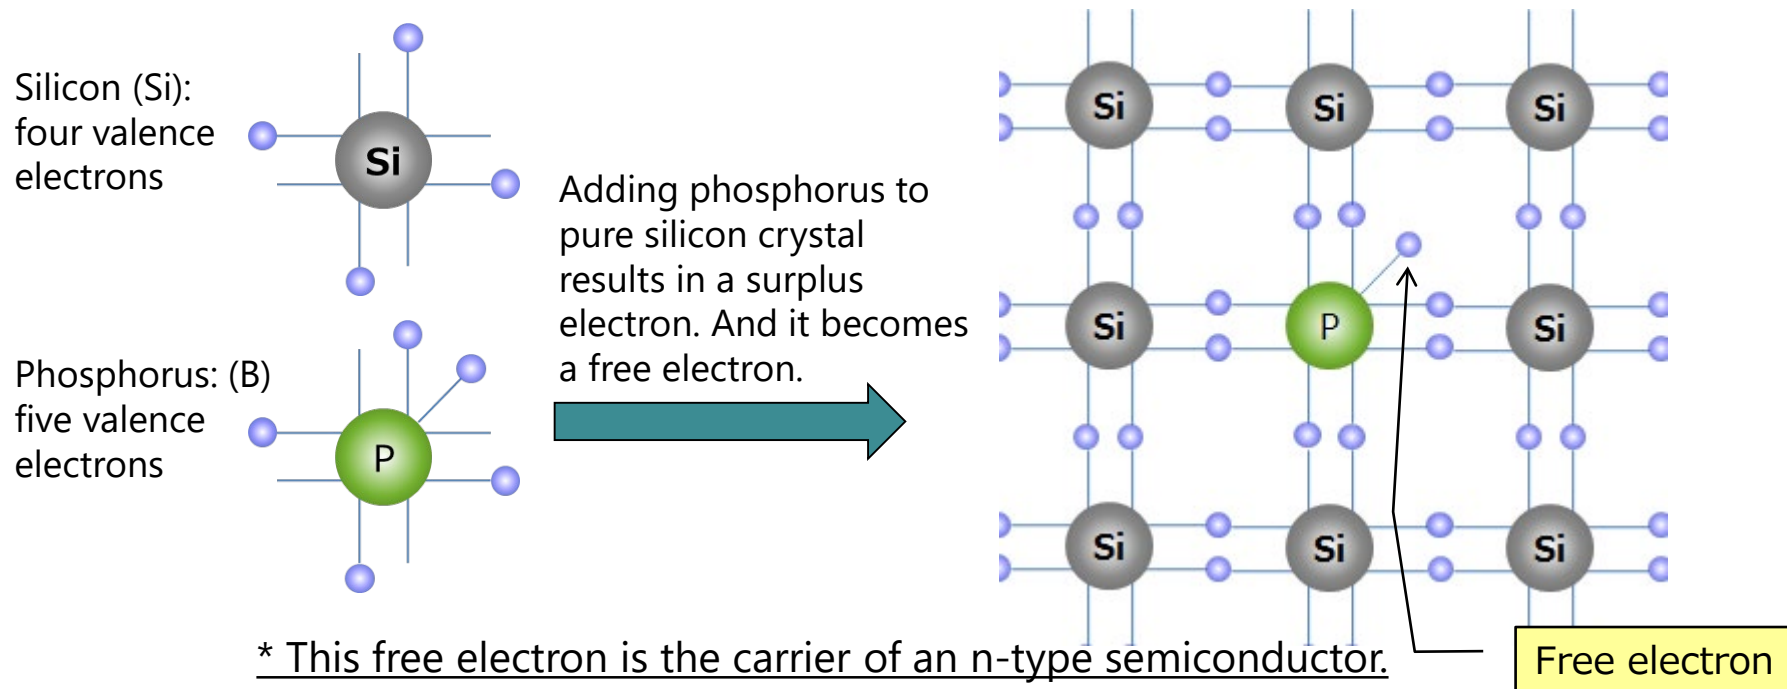 Silicon (Si):
four valence
electrons
Si
Phosphorus: (B)
five valence
electrons
P
Adding phosphorus to
pure silicon crystal
results in a surplus
electron. And it becomes
a free electron.
Si Si Si
Si P Si
Si Si Si
* This free electron is the carrier of an n-type semiconductor.
Free electron